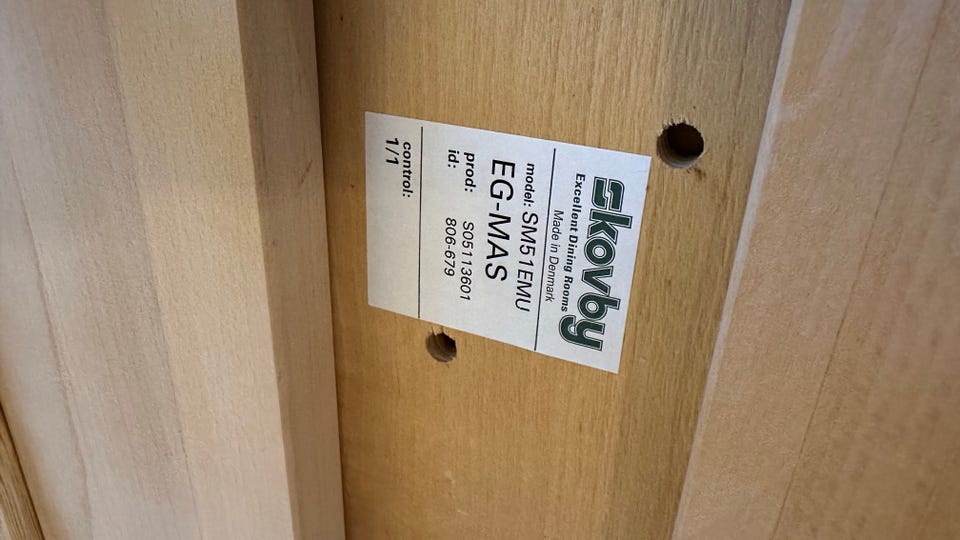 skovby
Excellent Dining Rooms
Made in Denmark
model: SM51EMU
EG-MAS
prod: S05113601
id: 806-679
control:
1/1